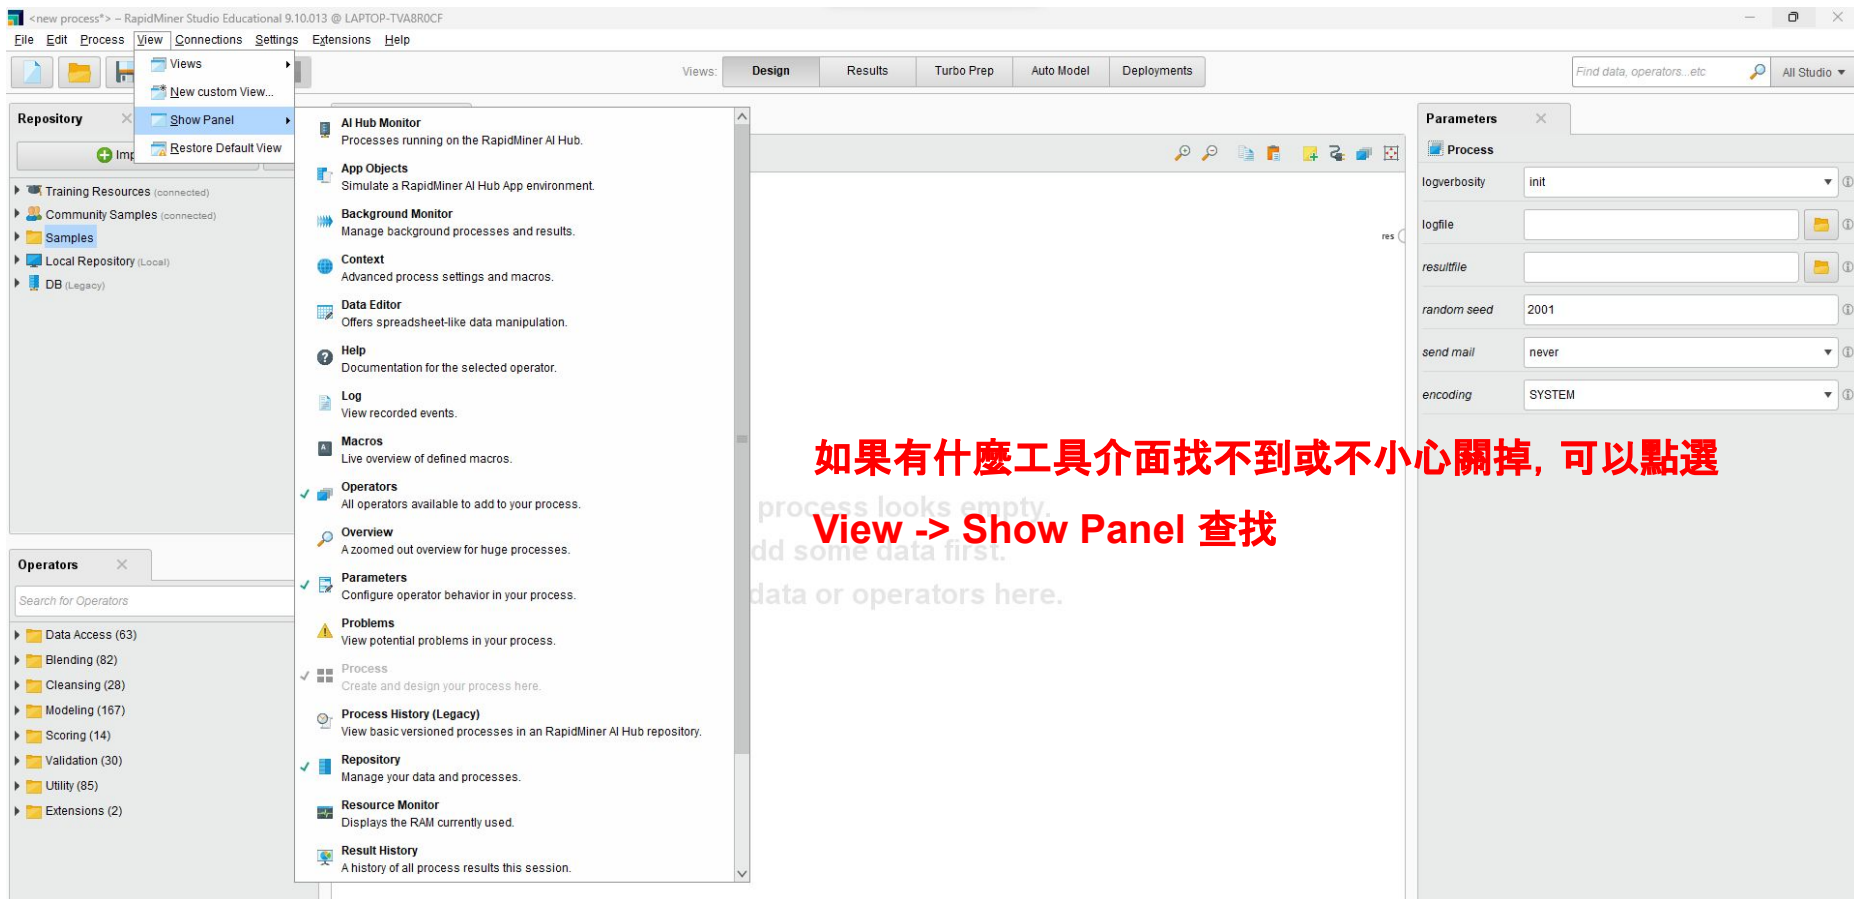 <new process*> – RapidMiner Studio Educational 9.10.013 @ LAPTOP-TVA8R0CF
File Edit Process View Connections Settings Extensions Help
Views: Design Results Turbo Prep Auto Model Deployments
Find data, operators...etc
All Studio
Views
New custom View...
Show Panel
Restore Default View
Repository
Training Resources (connected)
Community Samples (connected)
Samples
Local Repository (Local)
DB (Legacy)
Operators
Search for Operators
Data Access (63)
Blending (82)
Cleansing (28)
Modeling (167)
Scoring (14)
Validation (30)
Utility (85)
Extensions (2)
AI Hub Monitor
Processes running on the RapidMiner AI Hub.
App Objects
Simulate a RapidMiner AI Hub App environment.
Background Monitor
Manage background processes and results.
Context
Advanced process settings and macros.
Data Editor
Offers spreadsheet-like data manipulation.
Help
Documentation for the selected operator.
Log
View recorded events.
Macros
Live overview of defined macros.
Operators
All operators available to add to your process.
Overview
A zoomed out overview for huge processes.
Parameters
Configure operator behavior in your process.
Problems
View potential problems in your process.
Process
Create and design your process here.
Process History (Legacy)
View basic versioned processes in an RapidMiner AI Hub repository.
Repository
Manage your data and processes.
Resource Monitor
Displays the RAM currently used.
Result History
A history of all process results this session.
res
如果有什麼工具介面找不到或不小心關掉, 可以點選
View -> Show Panel 查找
process looks empty.
dd some data first.
data or operators here.
Parameters
Process
logverbosity init
logfile
resultfile
random seed 2001
send mail never
encoding SYSTEM